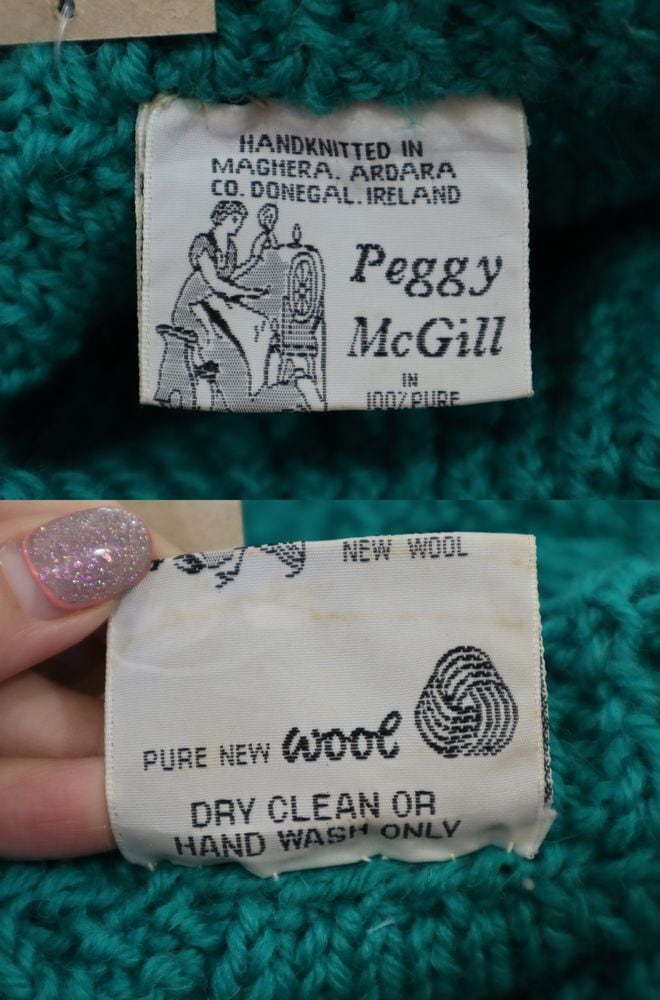 HANDKNITTED IN
MAGHERA. ARDARA
CO. DONEGAL. IRELAND
Peggy
McGill
IN
100% PURE
NEW WOOL
PURE NEW wool
DRY CLEAN OR
HAND WASH ONLY